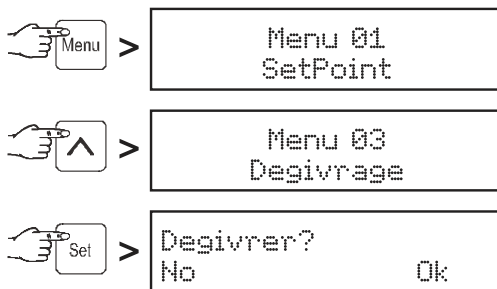 Menu > Menu 01
SetPoint
> Menu 03
Degivrage
Set > Degivrer?
No Ok